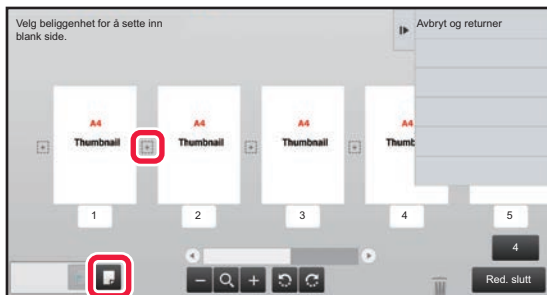 Velg beliggenhet for å sette inn
blank side.
Avbryt og returner
A4
Thumbnail
A4
Thumbnail
A4
Thumbnail
A4
Thumb
1
2
3
4
5
4
Red. slutt